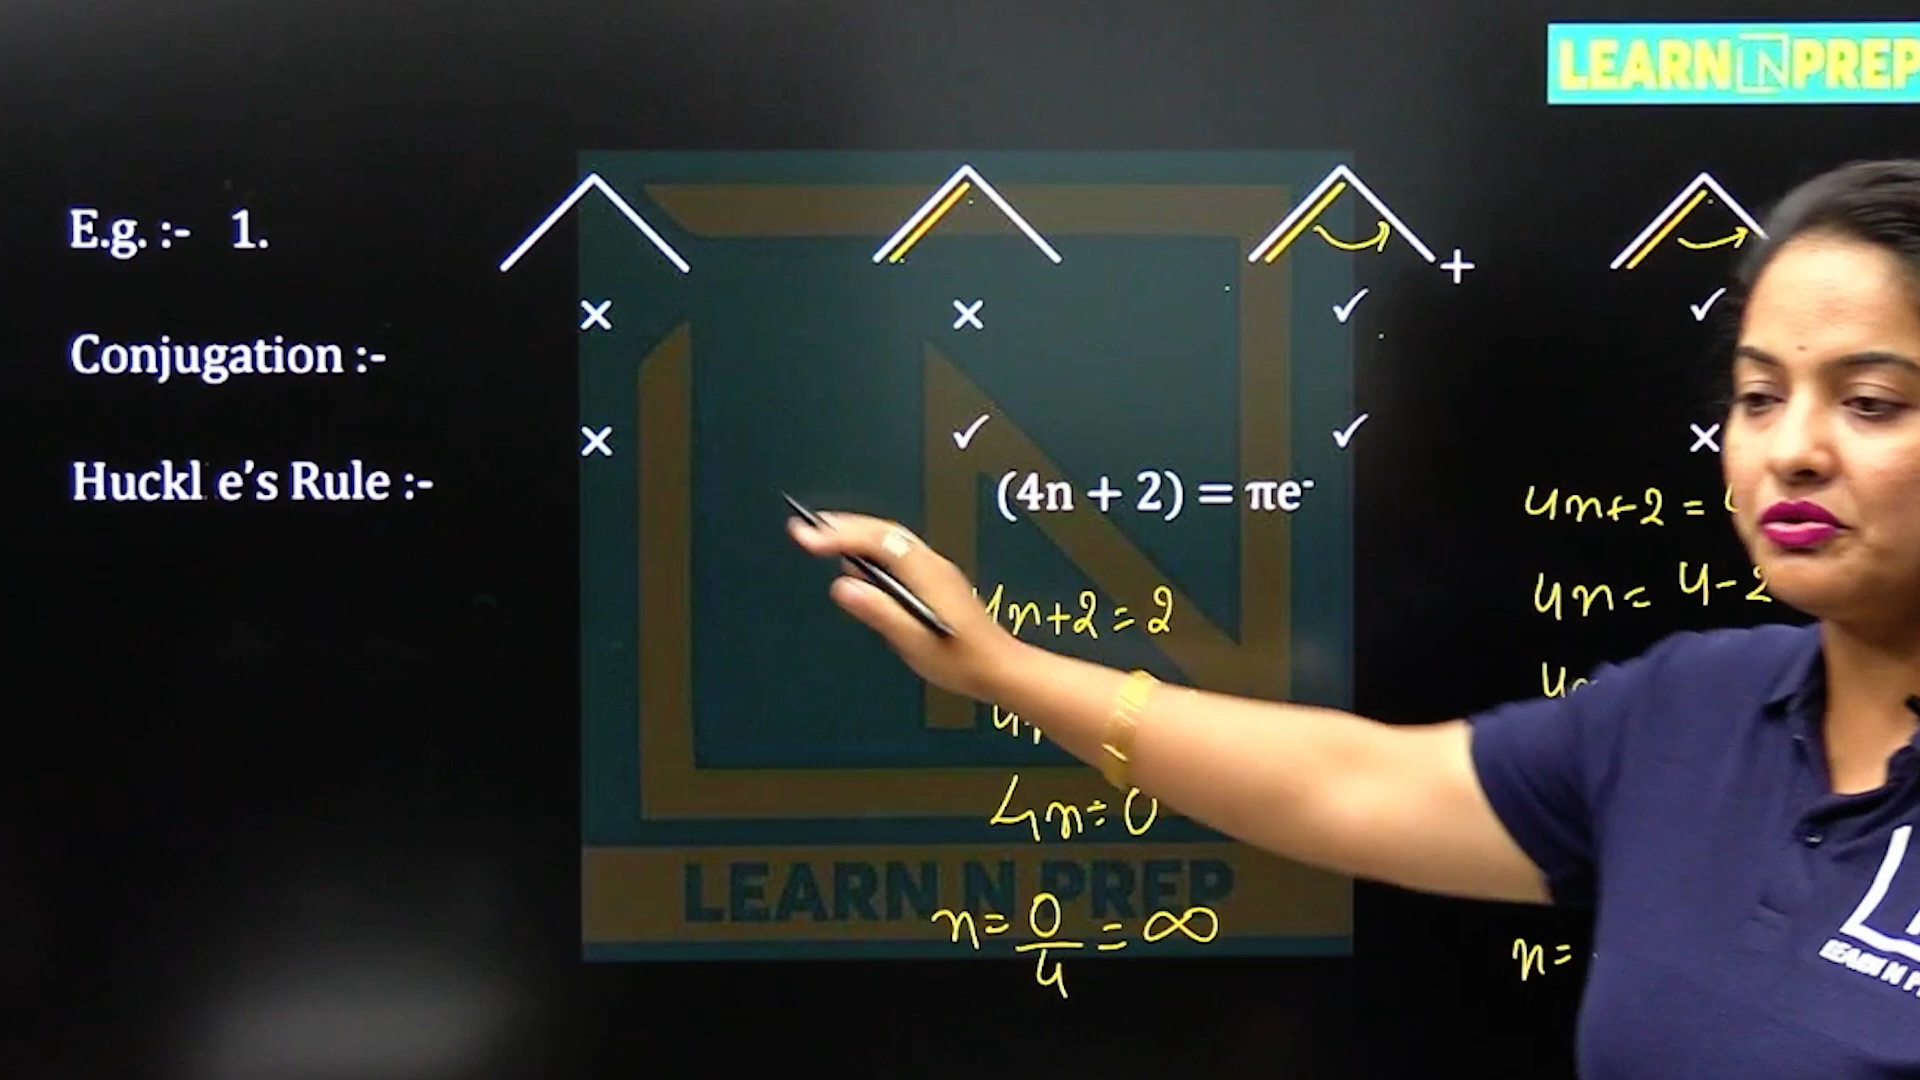 LEARN N PREP
E.g. :- 1.
+
× × ✓ ✓
Conjugation :-
× ✓ ✓ ×
Huckl e's Rule :-
(4n + 2) = πe⁻
4n+2 =
4n+2 = 2
4n = 4-2
4n = 0
LEARN N PREP
n = 0/4 = ∞
n =
LEARN N